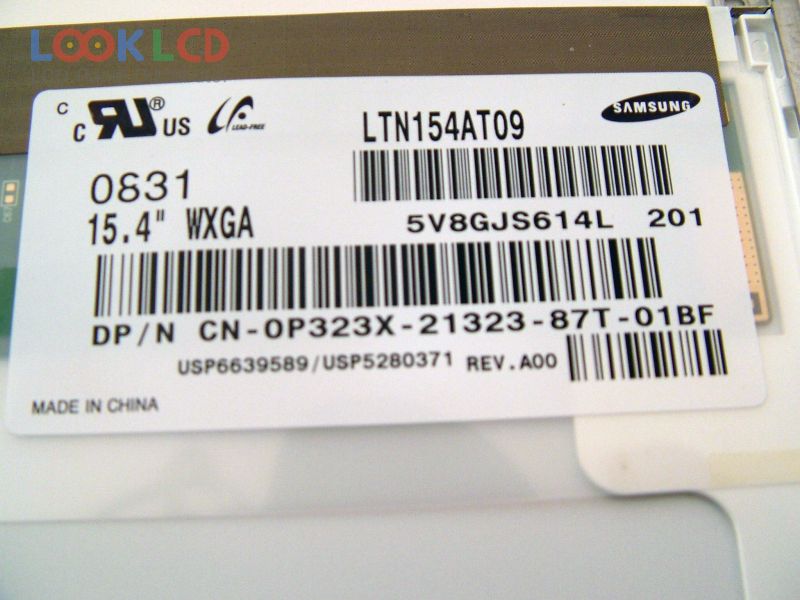 LOOKLCD
C
c UR ® US
LEAD-FREE
LTN154AT09
SAMSUNG
0831
15.4" WXGA
5V8GJS614L 201
DP/N CN-0P323X-21323-87T-01BF
USP6639589/USP5280371 REV.A00
MADE IN CHINA